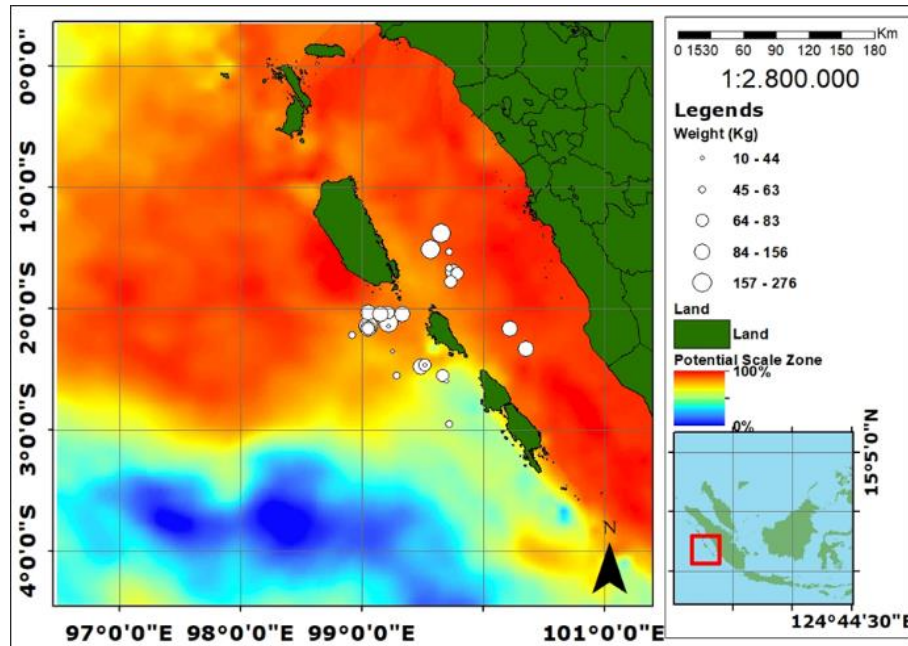 0°0'0"
1°0'0"S
2°0'0"S
3°0'0"S
4°0'0"S
97°0'0"E 98°0'0"E 99°0'0"E 101°0'0"E
N
Km
0 1530 60 90 120 150 180
1:2.800.000
Legends
Weight (Kg)
10 - 44
45 - 63
64 - 83
84 - 156
157 - 276
Land
Land
Potential Scale Zone
100%
0%
15°5'0"N
124°44'30"E